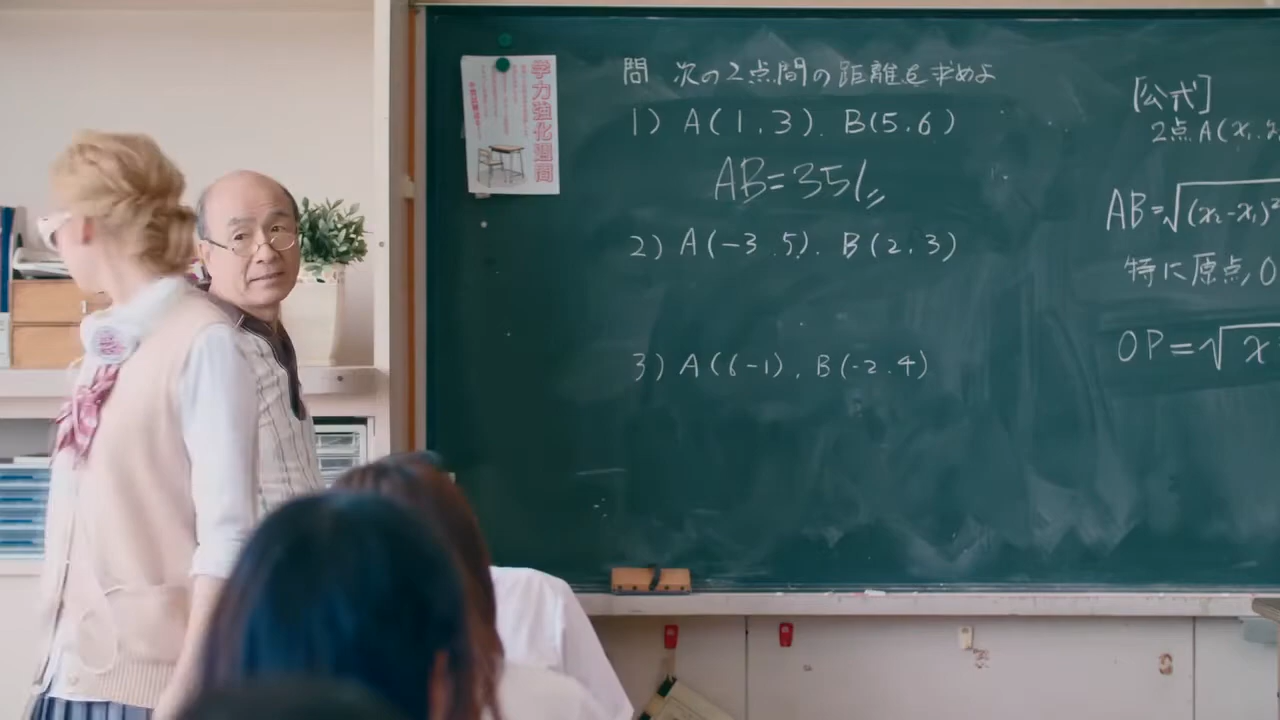 学力強化週間
問 次の2点間の距離を求めよ
1) A(1.3). B(5.6)
AB=351
2) A(-3 5). B(2.3)
3) A(6-1), B(-2.4)
[公式]
2点A(x₁.
AB=√(x₂-x₁)²
特に原点O
OP=√x